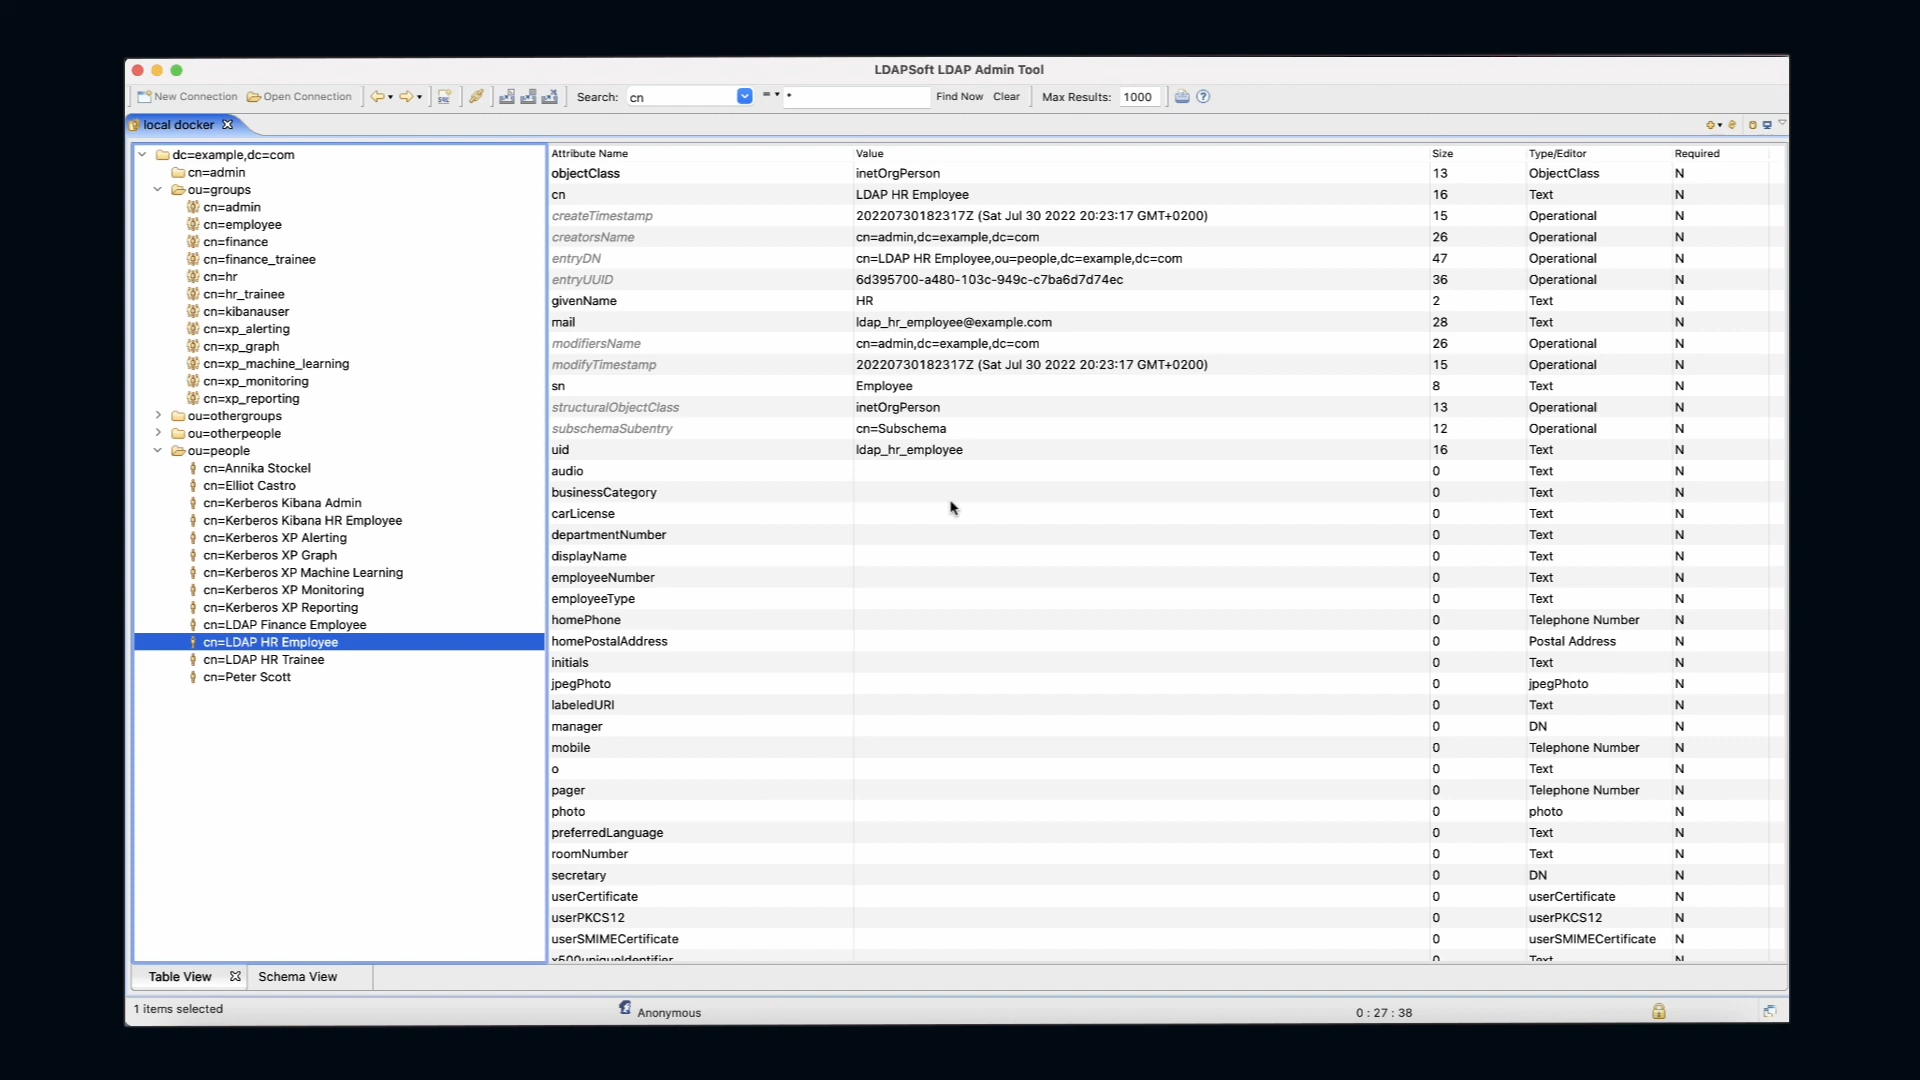 LDAPSoft LDAP Admin Tool
New Connection Open Connection Search: cn = * Find Now Clear Max Results: 1000
local docker
dc=example,dc=com
cn=admin
ou=groups
cn=admin
cn=employee
cn=finance
cn=finance_trainee
cn=hr
cn=hr_trainee
cn=kibanauser
cn=xp_alerting
cn=xp_graph
cn=xp_machine_learning
cn=xp_monitoring
cn=xp_reporting
ou=othergroups
ou=otherpeople
ou=people
cn=Annika Stockel
cn=Elliot Castro
cn=Kerberos Kibana Admin
cn=Kerberos Kibana HR Employee
cn=Kerberos XP Alerting
cn=Kerberos XP Graph
cn=Kerberos XP Machine Learning
cn=Kerberos XP Monitoring
cn=Kerberos XP Reporting
cn=LDAP Finance Employee
cn=LDAP HR Employee
cn=LDAP HR Trainee
cn=Peter Scott
Attribute Name Value Size Type/Editor Required
objectClass inetOrgPerson 13 ObjectClass N
cn LDAP HR Employee 16 Text N
createTimestamp 20220730182317Z (Sat Jul 30 2022 20:23:17 GMT+0200) 15 Operational N
creatorsName cn=admin,dc=example,dc=com 26 Operational N
entryDN cn=LDAP HR Employee,ou=people,dc=example,dc=com 47 Operational N
entryUUID 6d395700-a480-103c-949c-c7ba6d7d74ec 36 Operational N
givenName HR 2 Text N
mail ldap_hr_employee@example.com 28 Text N
modifiersName cn=admin,dc=example,dc=com 26 Operational N
modifyTimestamp 20220730182317Z (Sat Jul 30 2022 20:23:17 GMT+0200) 15 Operational N
sn Employee 8 Text N
structuralObjectClass inetOrgPerson 13 Operational N
subschemaSubentry cn=Subschema 12 Operational N
uid ldap_hr_employee 16 Text N
audio 0 Text N
businessCategory 0 Text N
carLicense 0 Text N
departmentNumber 0 Text N
displayName 0 Text N
employeeNumber 0 Text N
employeeType 0 Text N
homePhone 0 Telephone Number N
homePostalAddress 0 Postal Address N
initials 0 Text N
jpegPhoto 0 jpegPhoto N
labeledURI 0 Text N
manager 0 DN N
mobile 0 Telephone Number N
o 0 Text N
pager 0 Telephone Number N
photo 0 photo N
preferredLanguage 0 Text N
roomNumber 0 Text N
secretary 0 DN N
userCertificate 0 userCertificate N
userPKCS12 0 userPKCS12 N
userSMIMECertificate 0 userSMIMECertificate N
x500uniqueIdentifier 0 Text N
Table View Schema View
1 items selected Anonymous 0 : 27 : 38